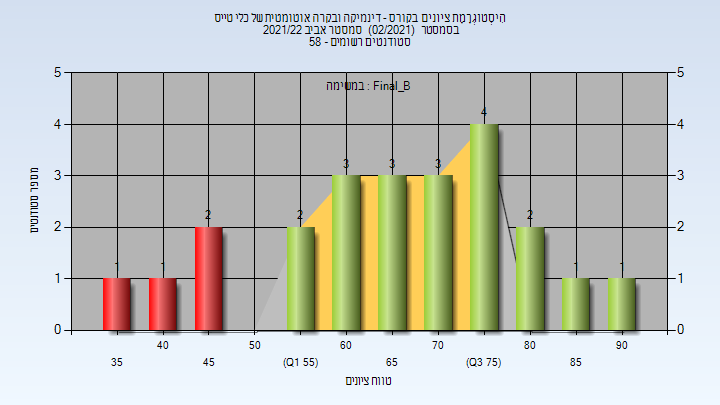 הִיסְטוֹגְרָמַת ציונים בקורס - דינמיקה ובקרה אוטומטית של כלי טייס
בסמסטר (02/2021) סמסטר אביב 2021/22
סטודנטים רשומים - 58
במשימה : Final_B
מספר סטודנטים
5 5
4 4
3 3
2 2
1 1
0 0
1 1 2 2 3 3 3 4 2 1 1
40 50 60 70 80 90
35 45 (Q1 55) 65 (Q3 75) 85
טווח ציונים